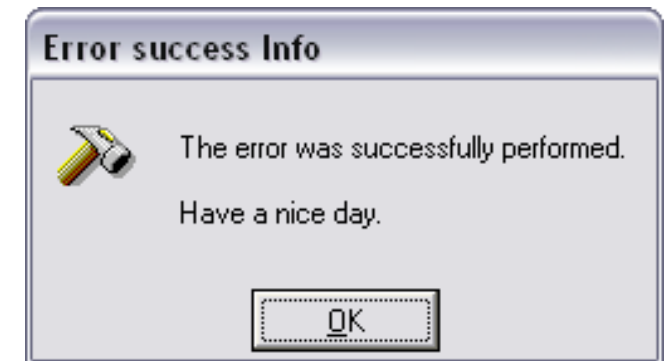 Error success Info
The error was successfully performed.
Have a nice day.
OK